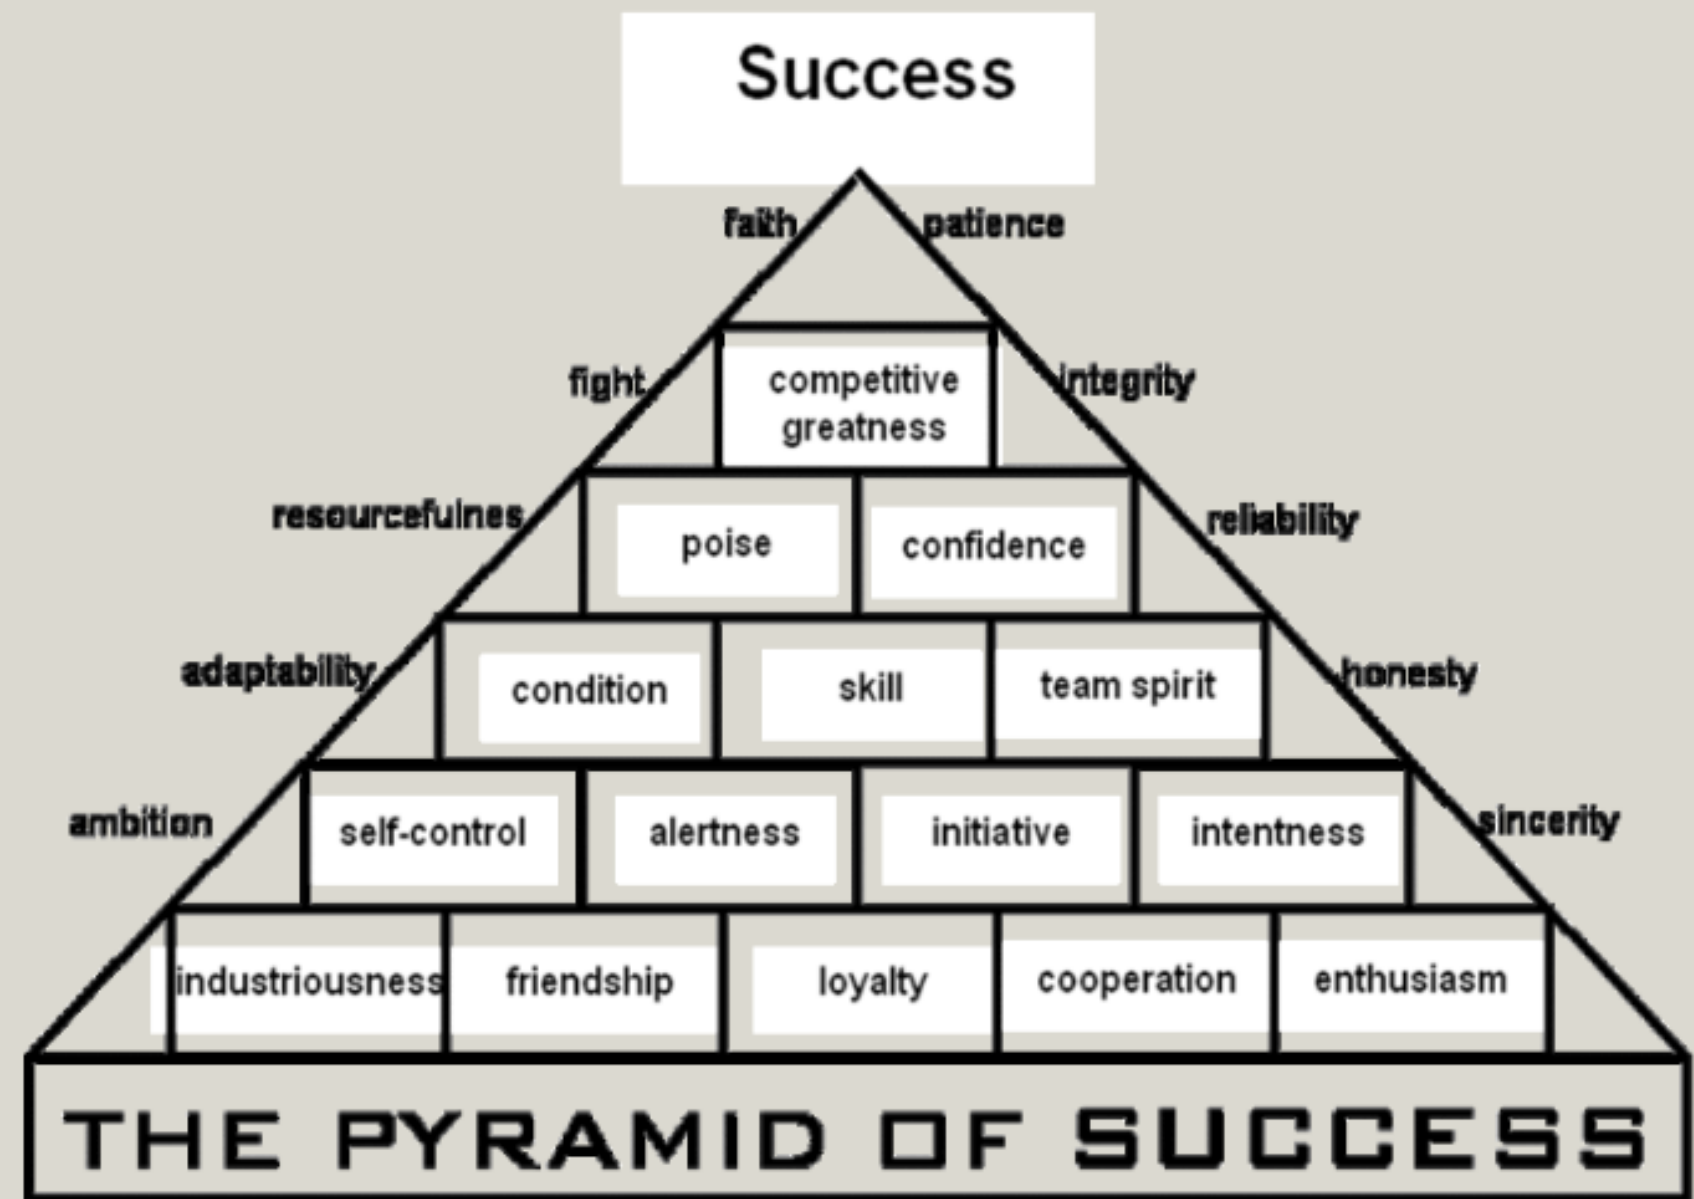 Success
faith patience
fight integrity
competitive
greatness
resourcefulnes reliability
poise confidence
adaptability honesty
condition skill team spirit
ambition sincerity
self-control alertness initiative intentness
industriousness friendship loyalty cooperation enthusiasm
THE PYRAMID OF SUCCESS